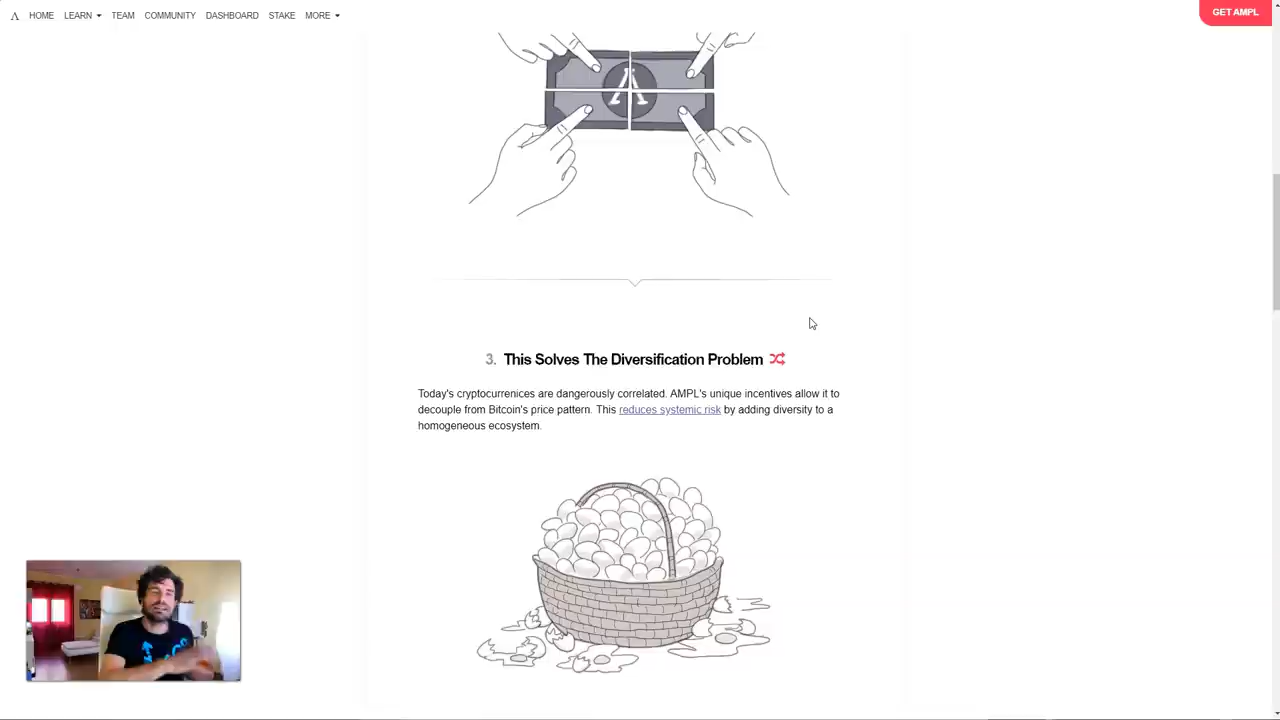 HOME LEARN TEAM COMMUNITY DASHBOARD STAKE MORE GET AMPL
3. This Solves The Diversification Problem
Today's cryptocurrenices are dangerously correlated. AMPL's unique incentives allow it to
decouple from Bitcoin's price pattern. This reduces systemic risk by adding diversity to a
homogeneous ecosystem.